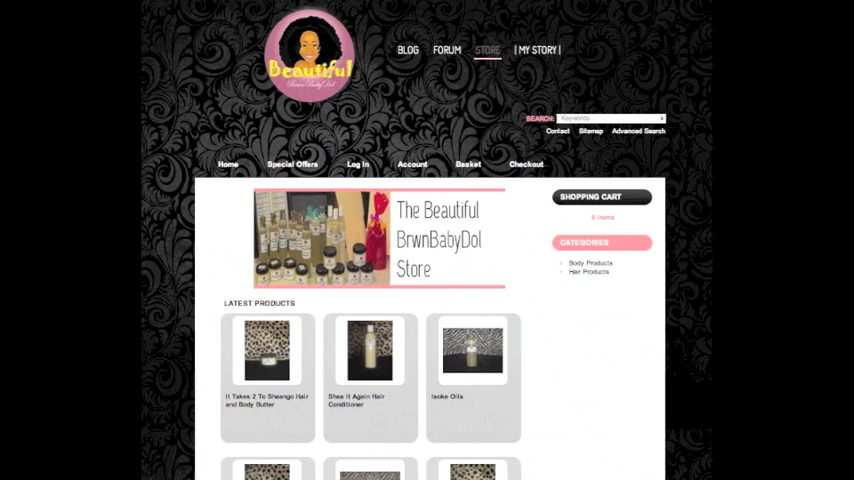 Beautiful
BrwnBabyDol
BLOG
FORUM
STORE
| MY STORY |
SEARCH:
Keywords
Contact
Sitemap
Advanced Search
Home
Special Offers
Log In
Account
Basket
Checkout
The Beautiful
BrwnBabyDol
Store
SHOPPING CART
0 items
CATEGORIES
Body Products
Hair Products
LATEST PRODUCTS
It Takes 2 To Sheango Hair
and Body Butter
Shea It Again Hair
Conditioner
Isoke Oils